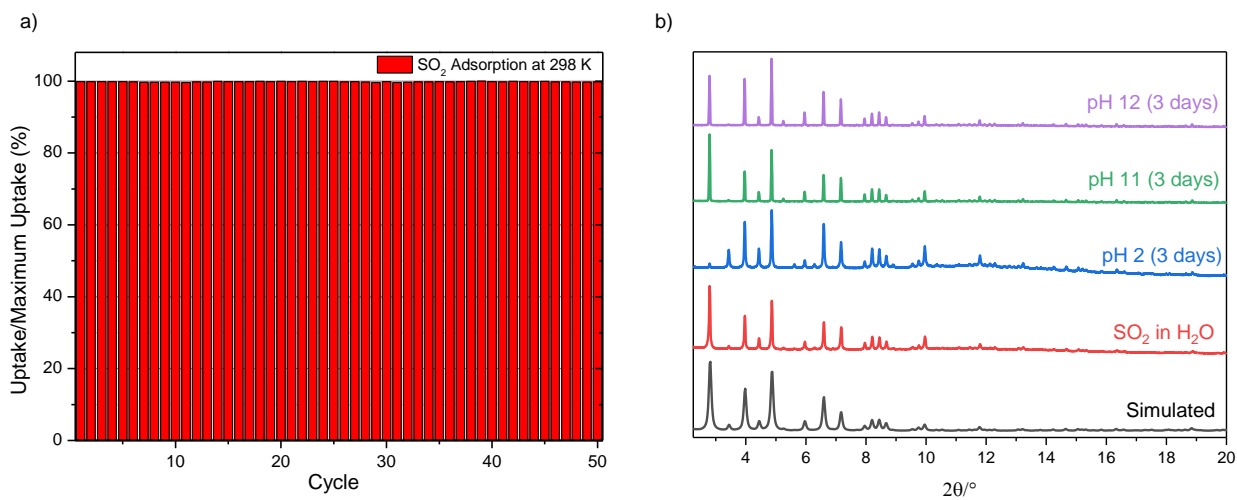 a)
SO2 Adsorption at 298 K
100
80
60
40
20
0
Uptake/Maximum Uptake (%)
10
20
30
40
50
Cycle
b)
pH 12 (3 days)
pH 11 (3 days)
pH 2 (3 days)
SO2 in H2O
Simulated
4
6
8
10
12
14
16
18
20
2θ/°